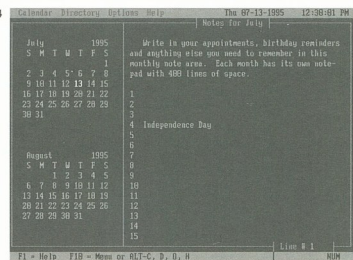 Calendar Directory Options Help Thu 07-13-1995 12:30:01 PM
Notes for July
July 1995
S M T W T F S
1
2 3 4 5 6 7 8
9 10 11 12 13 14 15
16 17 18 19 20 21 22
23 24 25 26 27 28 29
30 31
August 1995
S M T W T F S
1 2 3 4 5
6 7 8 9 10 11 12
13 14 15 16 17 18 19
20 21 22 23 24 25 26
27 28 29 30 31
Write in your appointments, birthday reminders
and anything else you need to remember in this
monthly note area. Each month has its own note-
pad with 400 lines of space.
1
2
3
4 Independence Day
5
6
7
8
9
10
11
12
13
14
15
Line # 1
F1 = Help F10 = Menu or ALT-C, D, O, H NUM